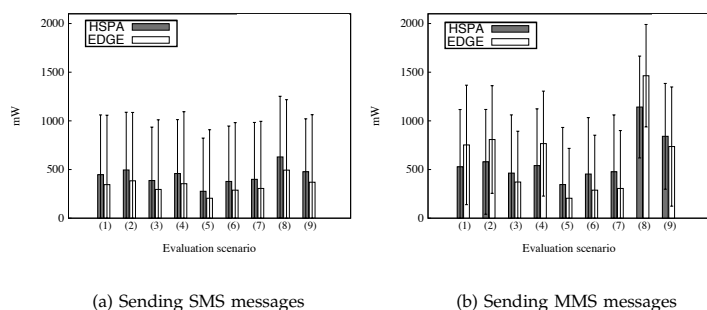 2000
1500
1000
500
0
mW
HSPA
EDGE
(1) (2) (3) (4) (5) (6) (7) (8) (9)
Evaluation scenario
(a) Sending SMS messages
2000
1500
1000
500
0
mW
HSPA
EDGE
(1) (2) (3) (4) (5) (6) (7) (8) (9)
Evaluation scenario
(b) Sending MMS messages